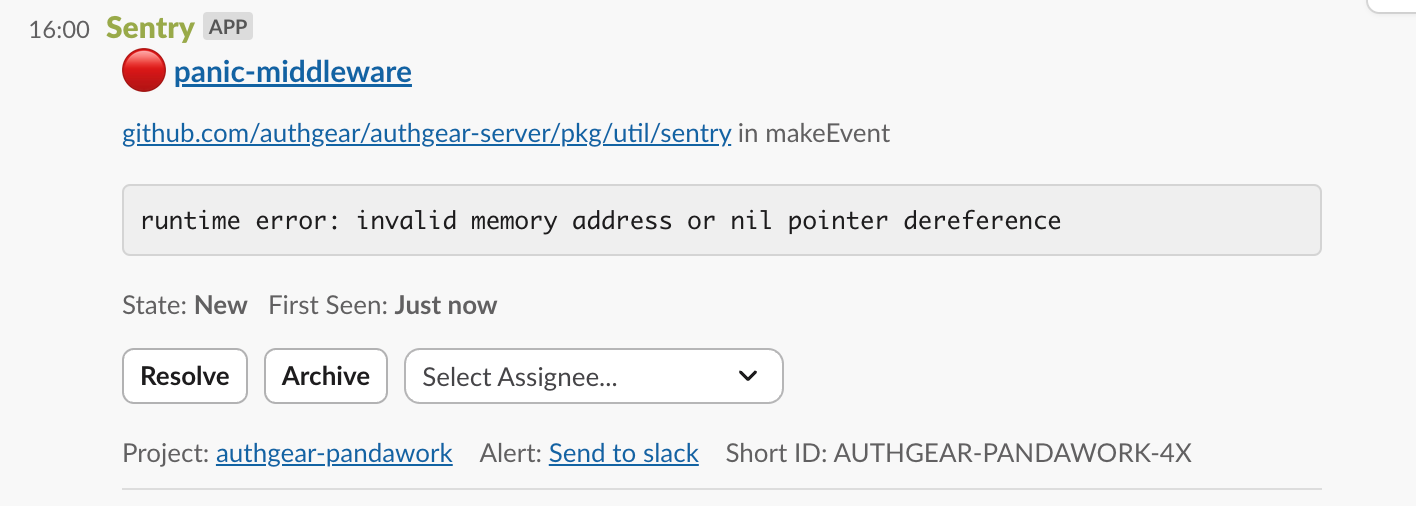 16:00 Sentry APP
panic-middleware
github.com/authgear/authgear-server/pkg/util/sentry in makeEvent
runtime error: invalid memory address or nil pointer dereference
State: New First Seen: Just now
Resolve Archive Select Assignee...
Project: authgear-pandawork Alert: Send to slack Short ID: AUTHGEAR-PANDAWORK-4X